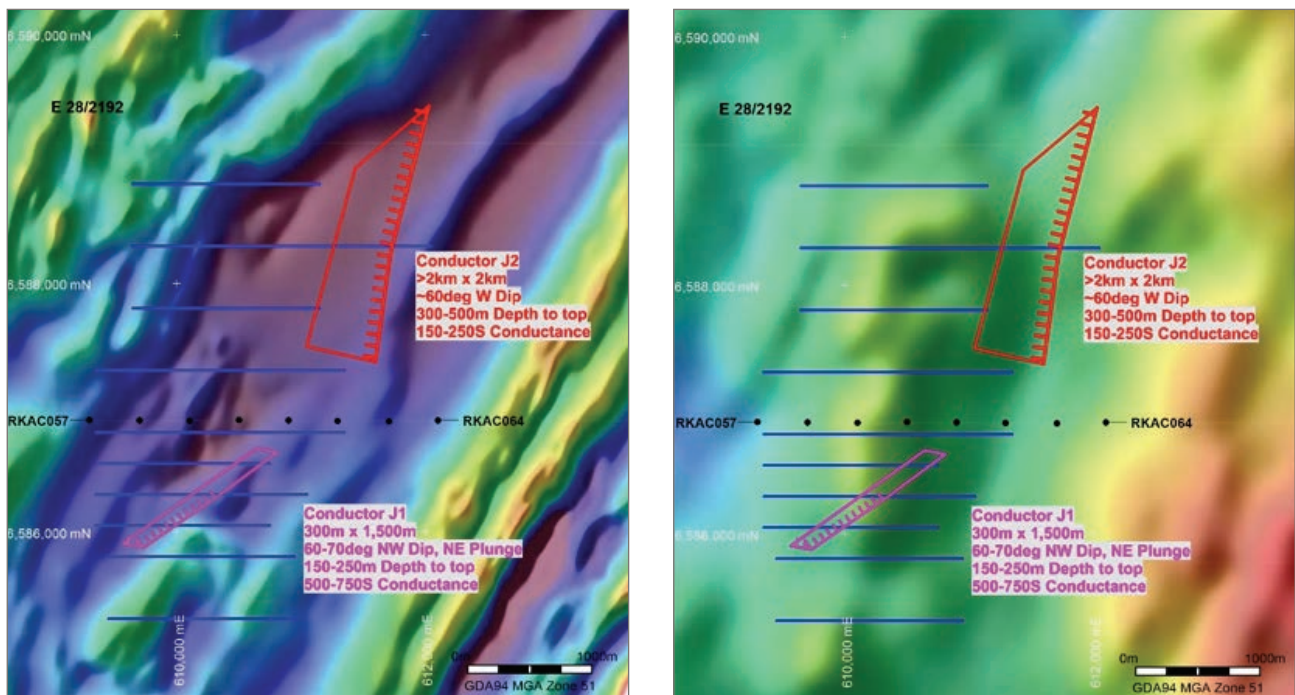 6,590,000 mN
E 28/2192
Conductor J2
>2km x 2km
~60deg W Dip
300-500m Depth to top
150-250S Conductance
6,588,000 mN
RKAC057
RKAC064
Conductor J1
300m x 1,500m
60-70deg NW Dip, NE Plunge
150-250m Depth to top
500-750S Conductance
6,586,000 mN
610,000 mE
612,000 mE
0m
1000m
GDA94 MGA Zone 51
6,590,000 mN
E 28/2192
Conductor J2
>2km x 2km
~60deg W Dip
300-500m Depth to top
150-250S Conductance
6,588,000 mN
RKAC057
RKAC064
Conductor J1
300m x 1,500m
60-70deg NW Dip, NE Plunge
150-250m Depth to top
500-750S Conductance
6,586,000 mN
610,000 mE
612,000 mE
0m
1000m
GDA94 MGA Zone 51